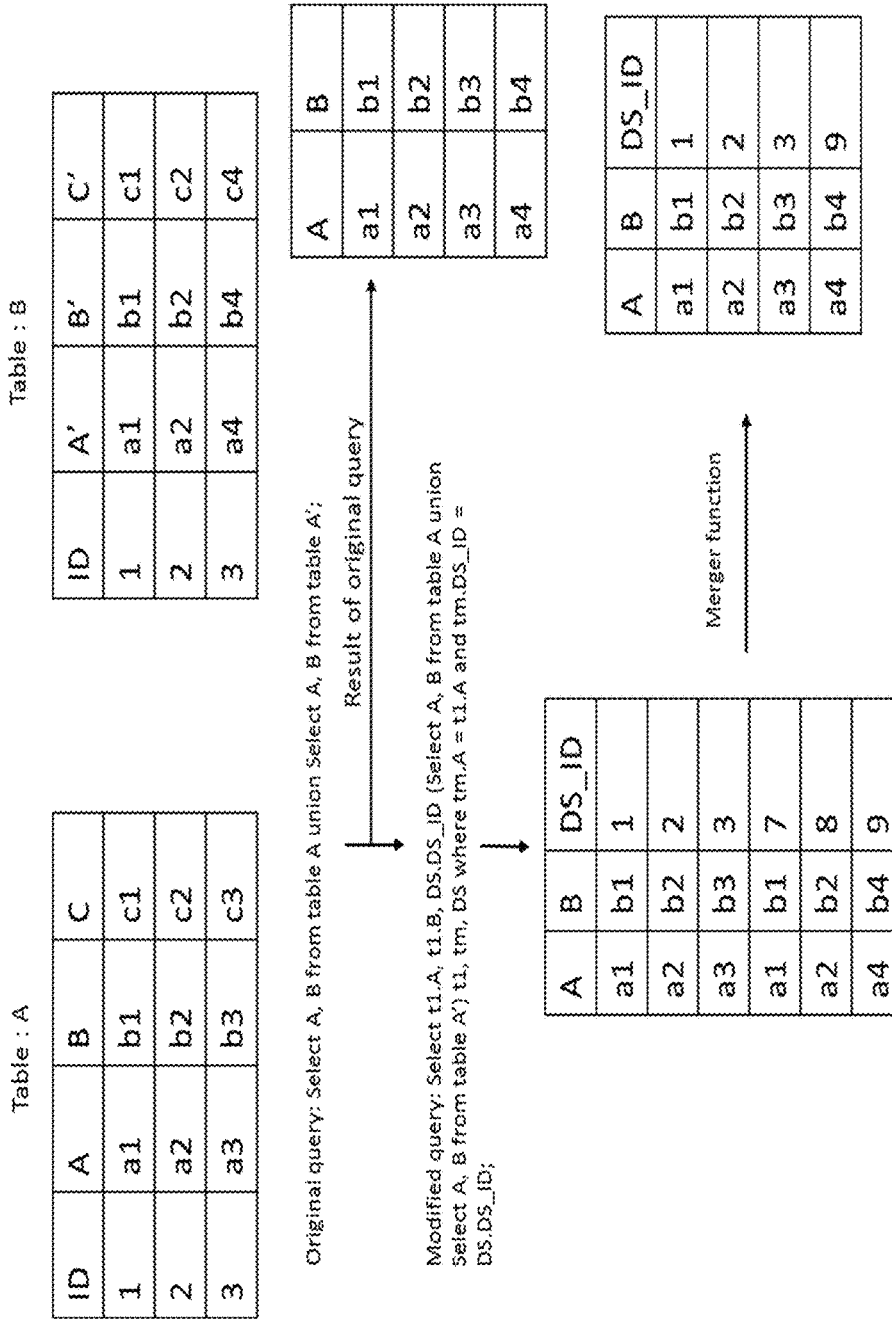 Table : A
ID A B C
1 a1 b1 c1
2 a2 b2 c2
3 a3 b3 c3
Table : B
ID A' B' C'
1 a1 b1 c1
2 a2 b2 c2
3 a4 b4 c4
Original query: Select A, B from table A union Select A, B from table A';
Result of original query
A B
a1 b1
a2 b2
a3 b3
a4 b4
Modified query: Select t1.A, t1.B, DS.DS_ID (Select A, B from table A union
Select A, B from table A') t1, tm, DS where tm.A = t1.A and tm.DS_ID =
DS.DS_ID;
A B DS_ID
a1 b1 1
a2 b2 2
a3 b3 3
a1 b1 7
a2 b2 8
a4 b4 9
Merger function
A B DS_ID
a1 b1 1
a2 b2 2
a3 b3 3
a4 b4 9